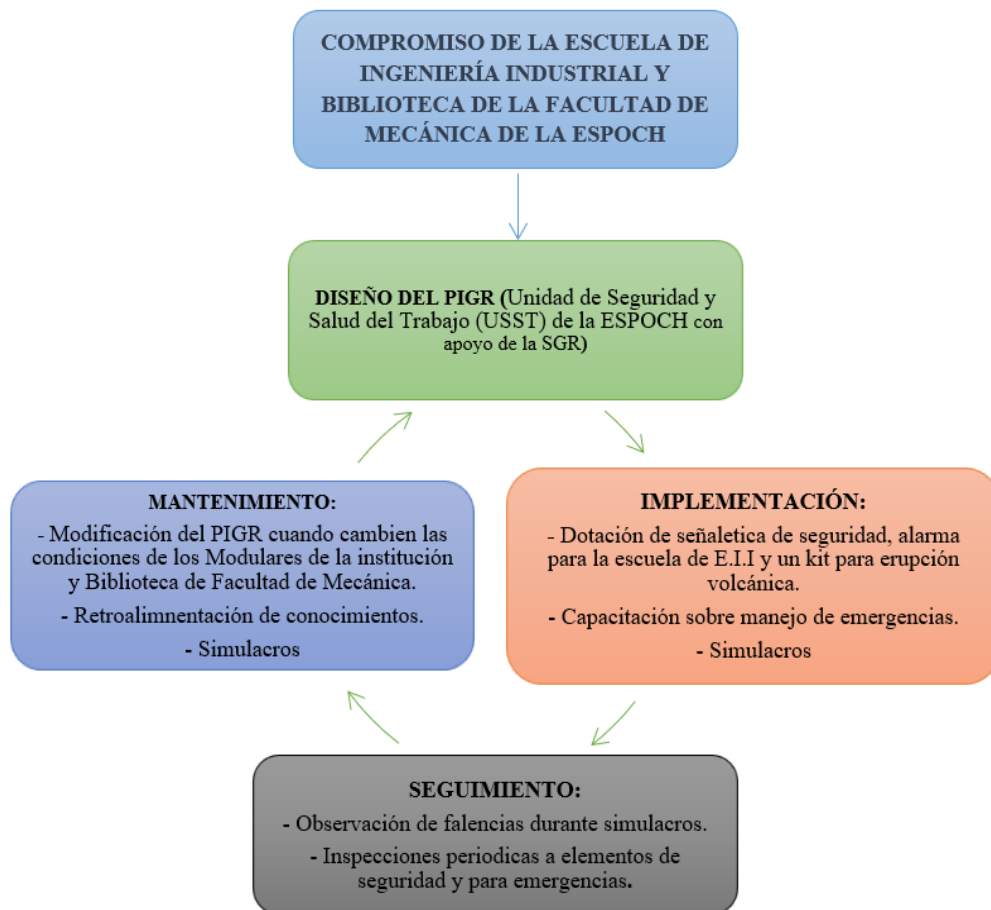 COMPROMISO DE LA ESCUELA DE
INGENIERÍA INDUSTRIAL Y
BIBLIOTECA DE LA FACULTAD DE
MECÁNICA DE LA ESPOCH
DISEÑO DEL PIGR (Unidad de Seguridad y
Salud del Trabajo (USST) de la ESPOCH con
apoyo de la SGR)
MANTENIMIENTO:
- Modificación del PIGR cuando cambien las
condiciones de los Modulares de la institución
y Biblioteca de Facultad de Mecánica.
- Retroalimnentación de conocimientos.
- Simulacros
IMPLEMENTACIÓN:
- Dotación de señaletica de seguridad, alarma
para la escuela de E.I.I y un kit para erupción
volcánica.
- Capacitación sobre manejo de emergencias.
- Simulacros
SEGUIMIENTO:
- Observación de falencias durante simulacros.
- Inspecciones periodicas a elementos de
seguridad y para emergencias.